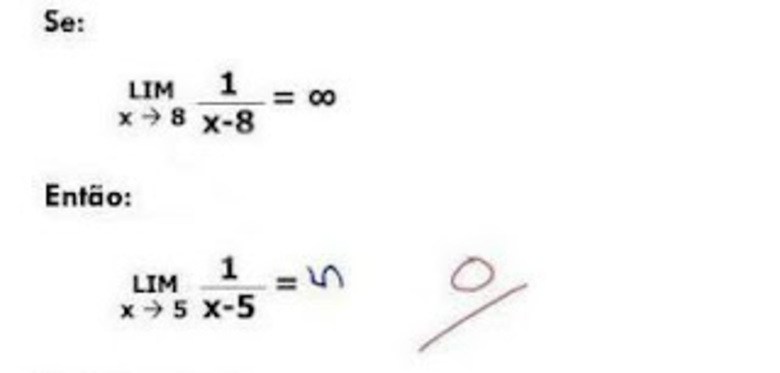 Se:
LIM 1
x → 8 x-8 = ∞
Então:
LIM 1
x → 5 x-5 = ഗ
0